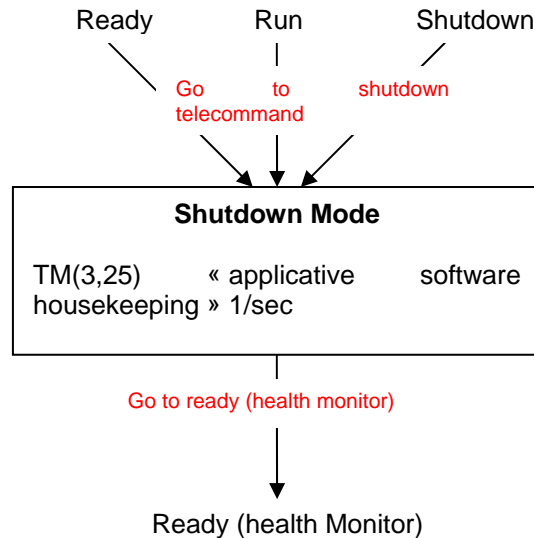 Ready Run Shutdown
Go to shutdown
telecommand
Shutdown Mode
TM(3,25) « applicative software
housekeeping » 1/sec
Go to ready (health monitor)
Ready (health Monitor)